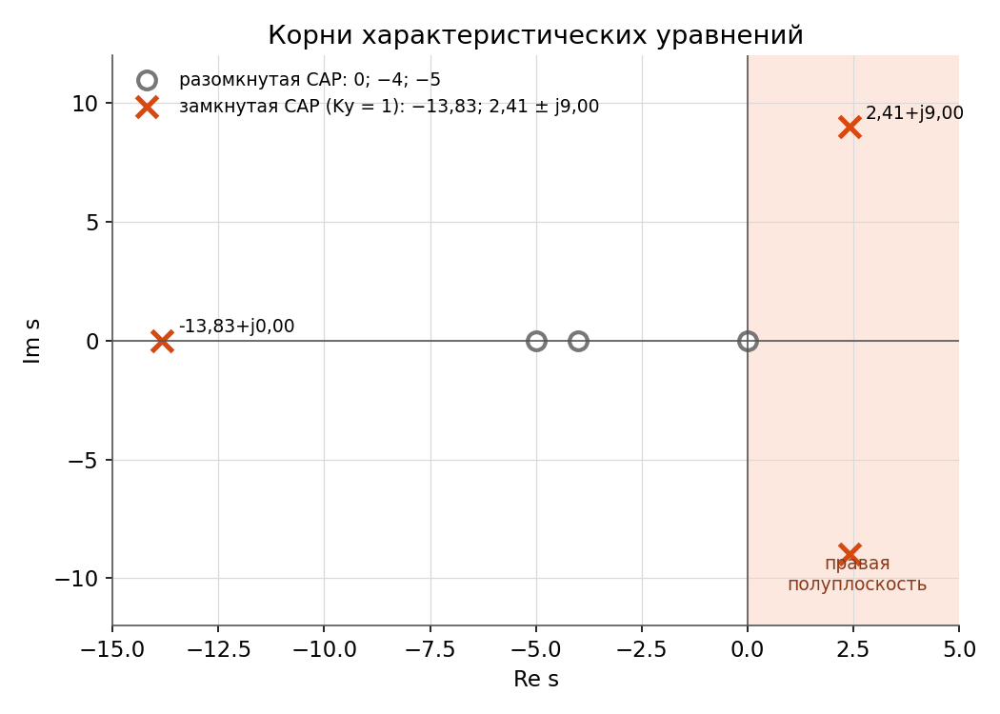 Корни характеристических уравнений
разомкнутая САР: 0; −4; −5
замкнутая САР (Ky = 1): −13,83; 2,41 ± j9,00
2,41+j9,00
-13,83+j0,00
правая
полуплоскость
10
5
0
−5
−10
Im s
−15.0 −12.5 −10.0 −7.5 −5.0 −2.5 0.0 2.5 5.0
Re s